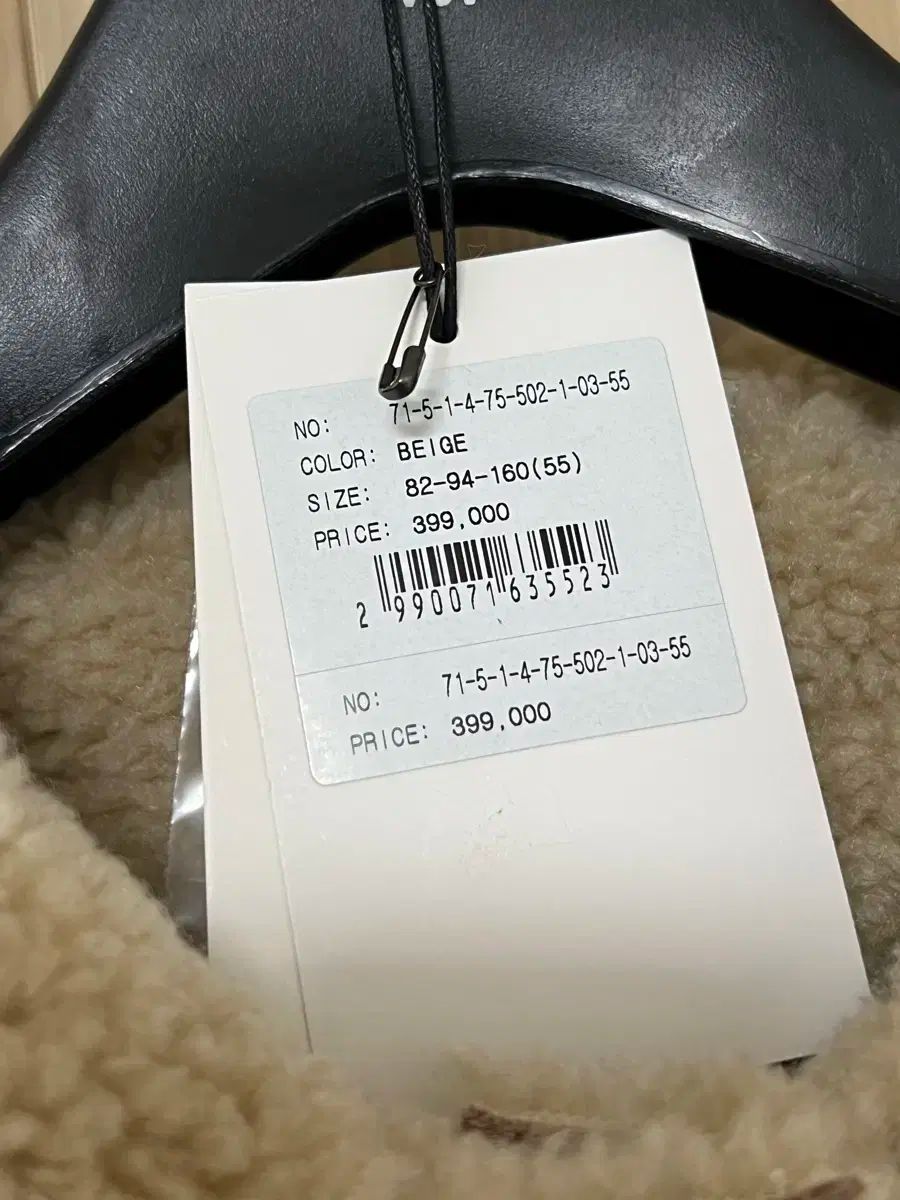 NO: 71-5-1-4-75-502-1-03-55
COLOR: BEIGE
SIZE: 82-94-160(55)
PRICE: 399,000
2 990071 635523
NO: 71-5-1-4-75-502-1-03-55
PRICE: 399,000